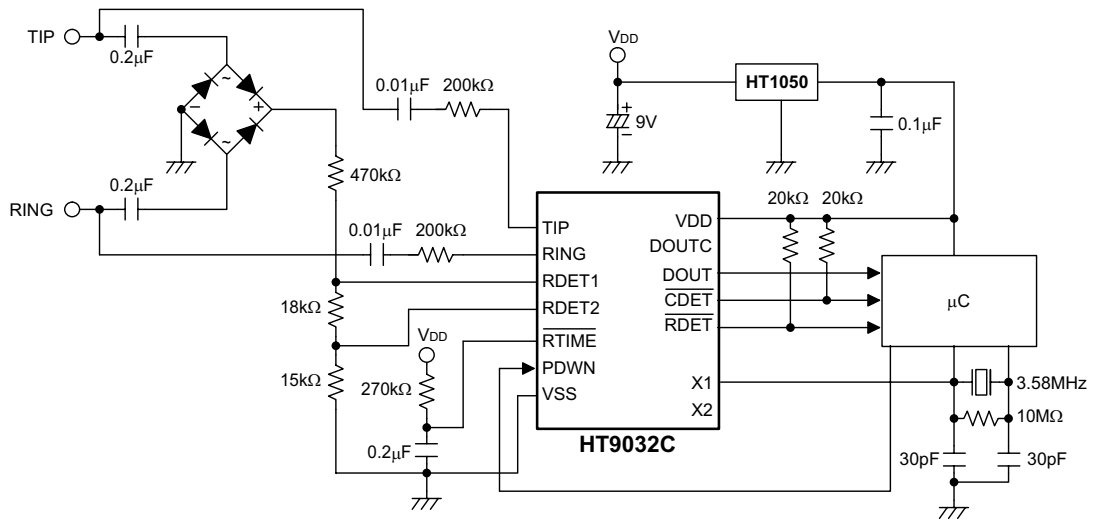 TIP
0.2μF
~
−
+
~
0.2μF
RING
0.01μF
200kΩ
470kΩ
0.01μF
200kΩ
18kΩ
15kΩ
VDD
270kΩ
0.2μF
VDD
+
−
9V
HT1050
0.1μF
20kΩ
20kΩ
TIP
RING
RDET1
RDET2
RTIME
PDWN
VSS
VDD
DOUTC
DOUT
CDET
RDET
X1
X2
HT9032C
μC
3.58MHz
10MΩ
30pF
30pF